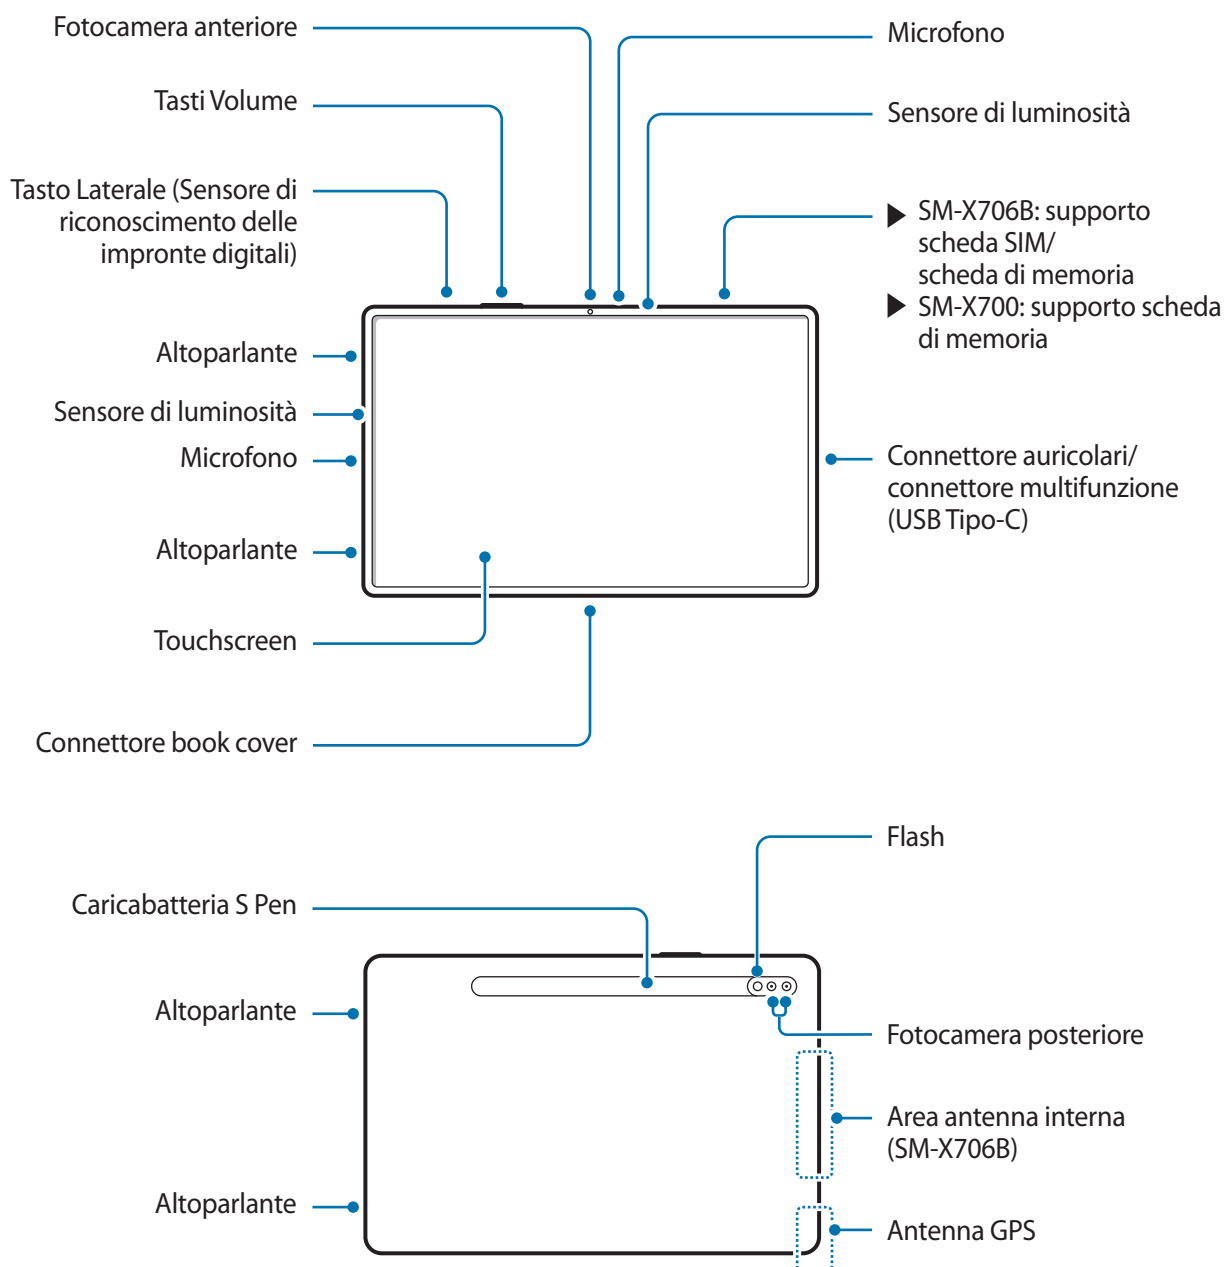 Fotocamera anteriore
Tasti Volume
Tasto Laterale (Sensore di
riconoscimento delle
impronte digitali)
Altoparlante
Sensore di luminosità
Microfono
Altoparlante
Touchscreen
Connettore book cover
Microfono
Sensore di luminosità
▶ SM-X706B: supporto
scheda SIM/
scheda di memoria
▶ SM-X700: supporto scheda
di memoria
Connettore auricolari/
connettore multifunzione
(USB Tipo-C)
Caricabatteria S Pen
Altoparlante
Altoparlante
Flash
Fotocamera posteriore
Area antenna interna
(SM-X706B)
Antenna GPS